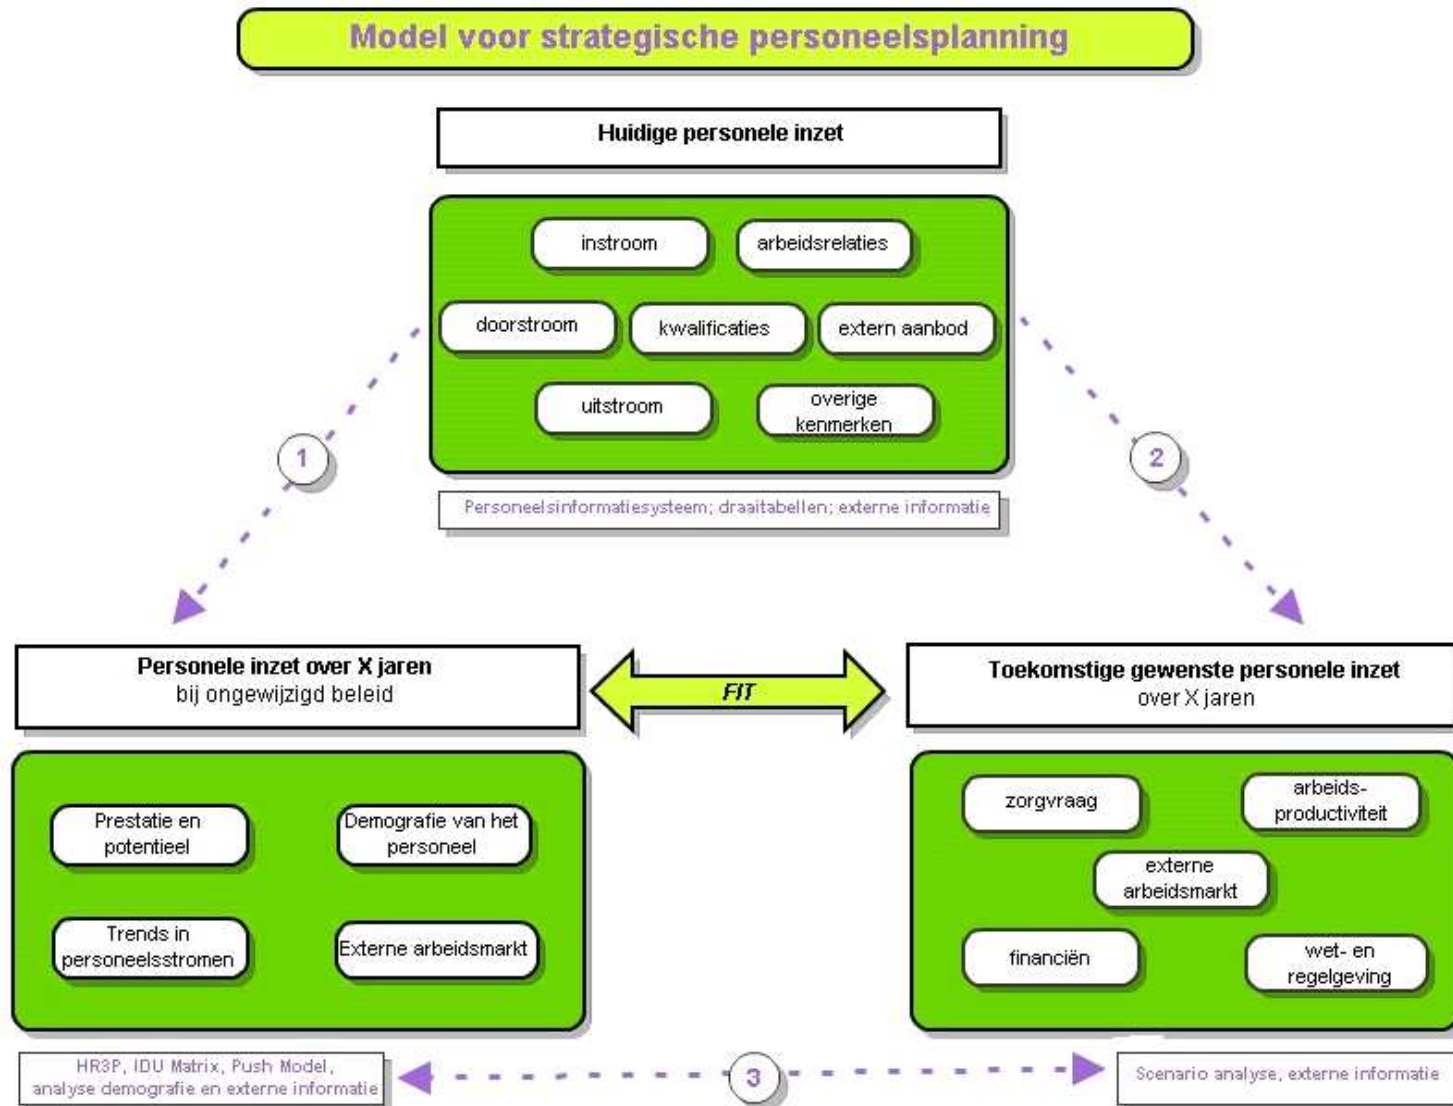 Model voor strategische personeelsplanning
Huidige personele inzet
instroom
arbeidsrelaties
doorstroom
kwalificaties
extern aanbod
uitstroom
overige
kenmerken
1
2
Personeelsinformatiesysteem; draaitabellen; externe informatie
Personele inzet over X jaren
bij ongewijzigd beleid
FIT
Toekomstige gewenste personele inzet
over X jaren
Prestatie en
potentieel
Demografie van het
personeel
Trends in
personeelsstromen
Externe arbeidsmarkt
zorgvraag
arbeids-
productiviteit
externe
arbeidsmarkt
financiën
wet- en
regelgeving
HR3P, IDU Matrix, Push Model,
analyse demografie en externe informatie
3
Scenario analyse, externe informatie